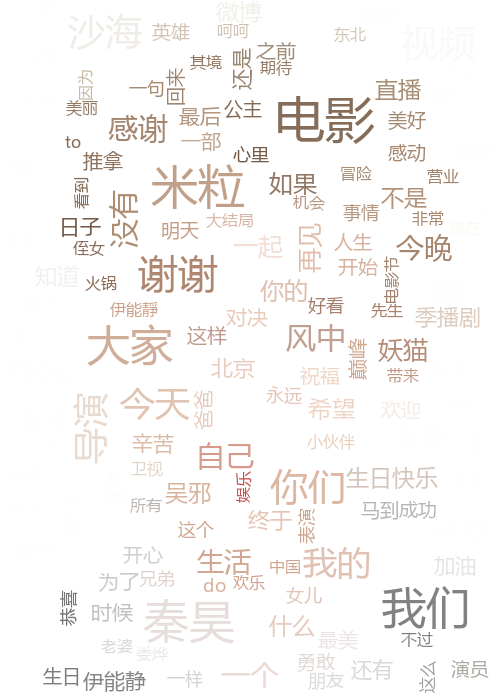 微博
沙海
英雄
呵呵
东北
视频
之前
其境
还是
期待
因为
一句
回来
直播
美丽
公主
电影
最后
感谢
美好
一部
to
心里
感动
推拿
冒险
营业
看到
米粒
如果
不是
机会
没有
事情
非常
日子
大结局
明天
现在
侄女
一起
再见
人生
今晚
知道
谢谢
开始
火锅
你的
电影节
好看
先生
伊能靜
对决
季播剧
大家
这样
风中
妖猫
巅峰
北京
祝福
带来
永远
导演
今天
爸爸
希望
欢迎
辛苦
小伙伴
自己
卫视
娱乐
你们
生日快乐
吴邪
所有
马到成功
终于
表演
这个
开心
生活
中国
我的
加油
为了
兄弟
do
欢乐
女儿
恭喜
时候
秦昊
我们
什么
最美
不过
老婆
娄烨
勇敢
生日
伊能静
一样
一个
朋友
还有
这么
演员